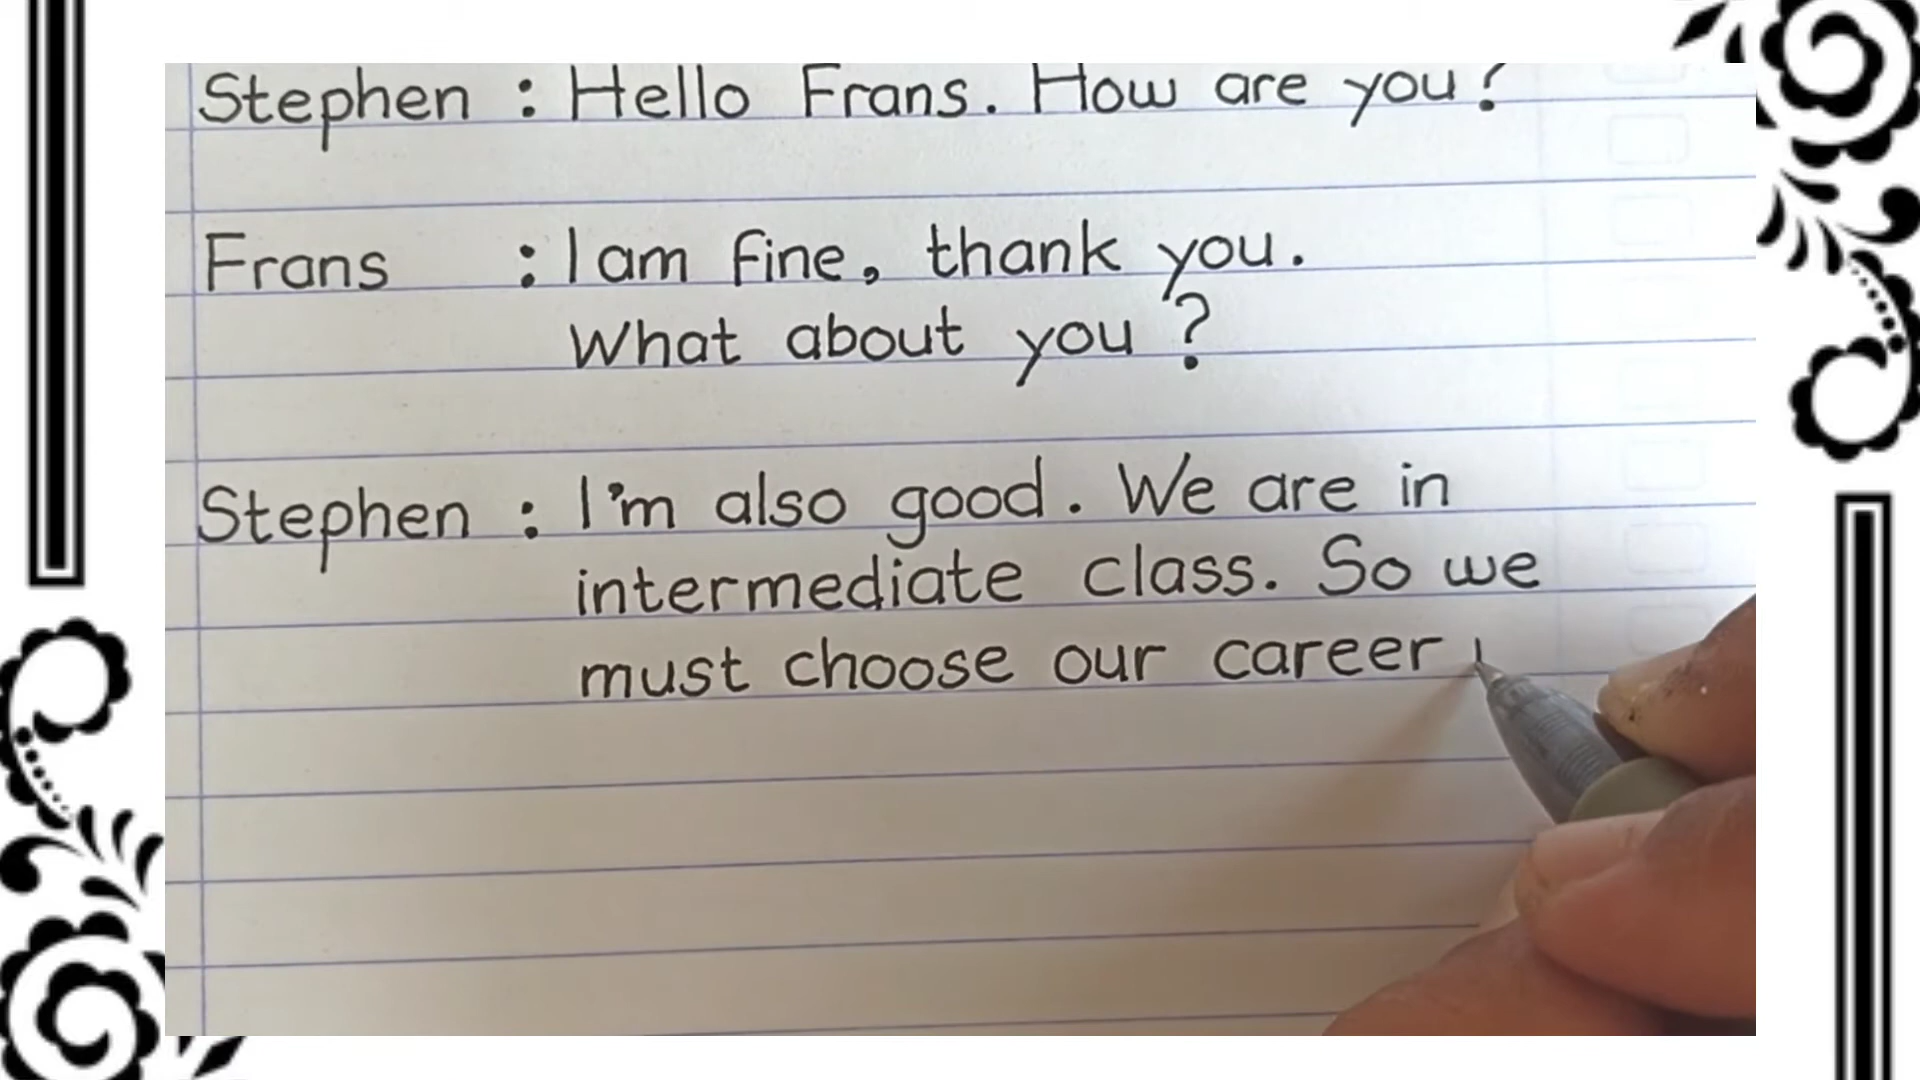 Stephen : Hello Frans. How are you?
Frans : I am fine, thank you.
What about you ?
Stephen : I'm also good. We are in
intermediate class. So we
must choose our career